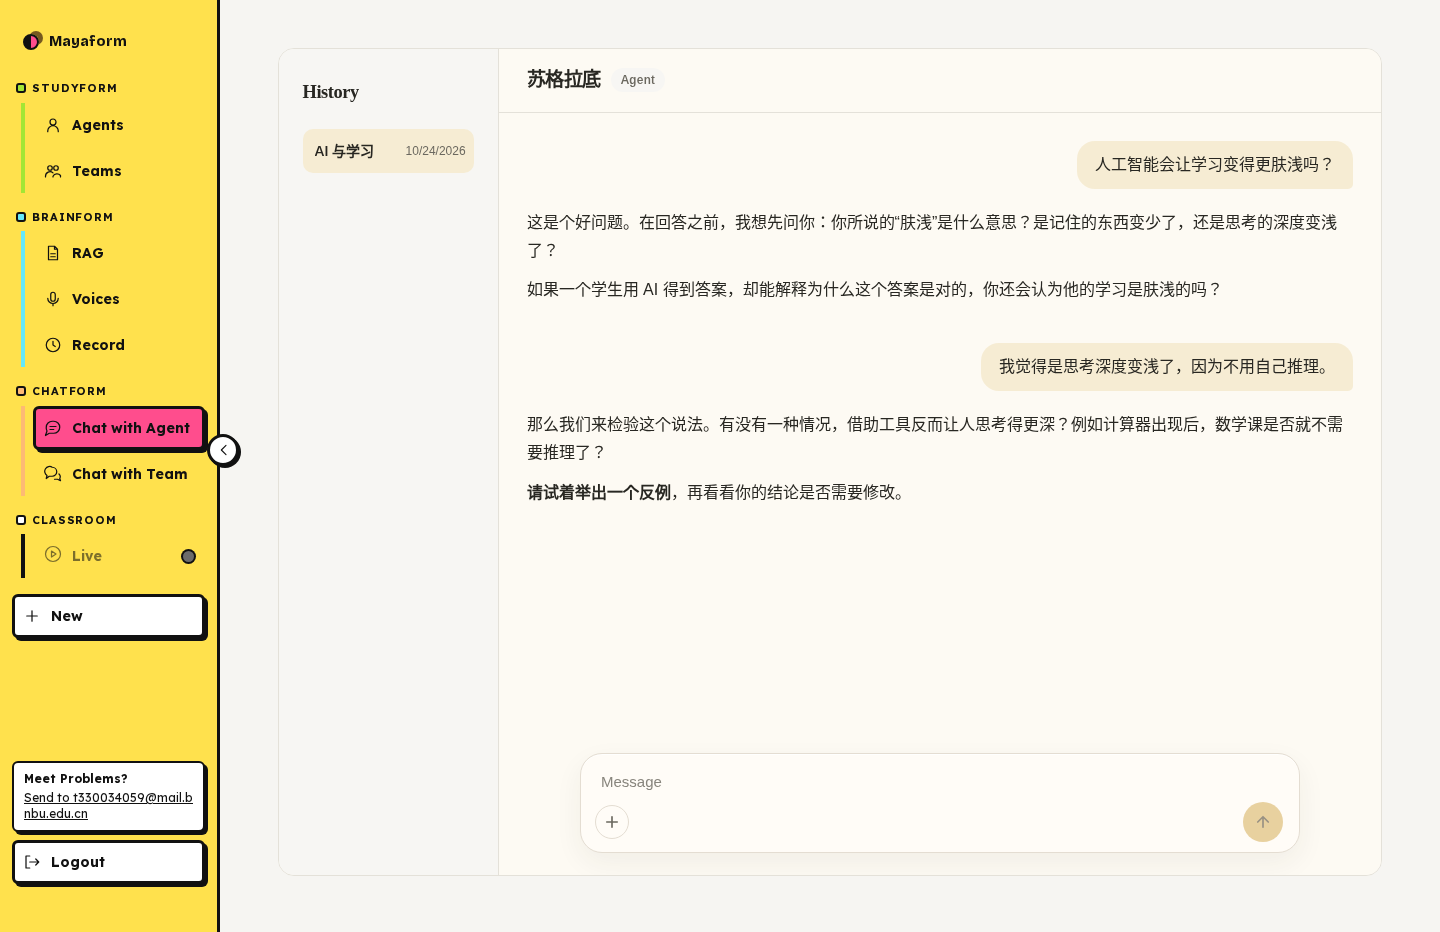 Mayaform
STUDYFORM
Agents
Teams
BRAINFORM
RAG
Voices
Record
CHATFORM
Chat with Agent
Chat with Team
CLASSROOM
Live
New
Meet Problems?
Send to t330034059@mail.b
nbu.edu.cn
Logout
History
AI 与学习 10/24/2026
苏格拉底 Agent
人工智能会让学习变得更肤浅吗？
这是个好问题。在回答之前，我想先问你：你所说的“肤浅”是什么意思？是记住的东西变少了，还是思考的深度变浅
了？
如果一个学生用 AI 得到答案，却能解释为什么这个答案是对的，你还会认为他的学习是肤浅的吗？
我觉得是思考深度变浅了，因为不用自己推理。
那么我们来检验这个说法。有没有一种情况，借助工具反而让人思考得更深？例如计算器出现后，数学课是否就不需
要推理了？
请试着举出一个反例，再看看你的结论是否需要修改。
Message